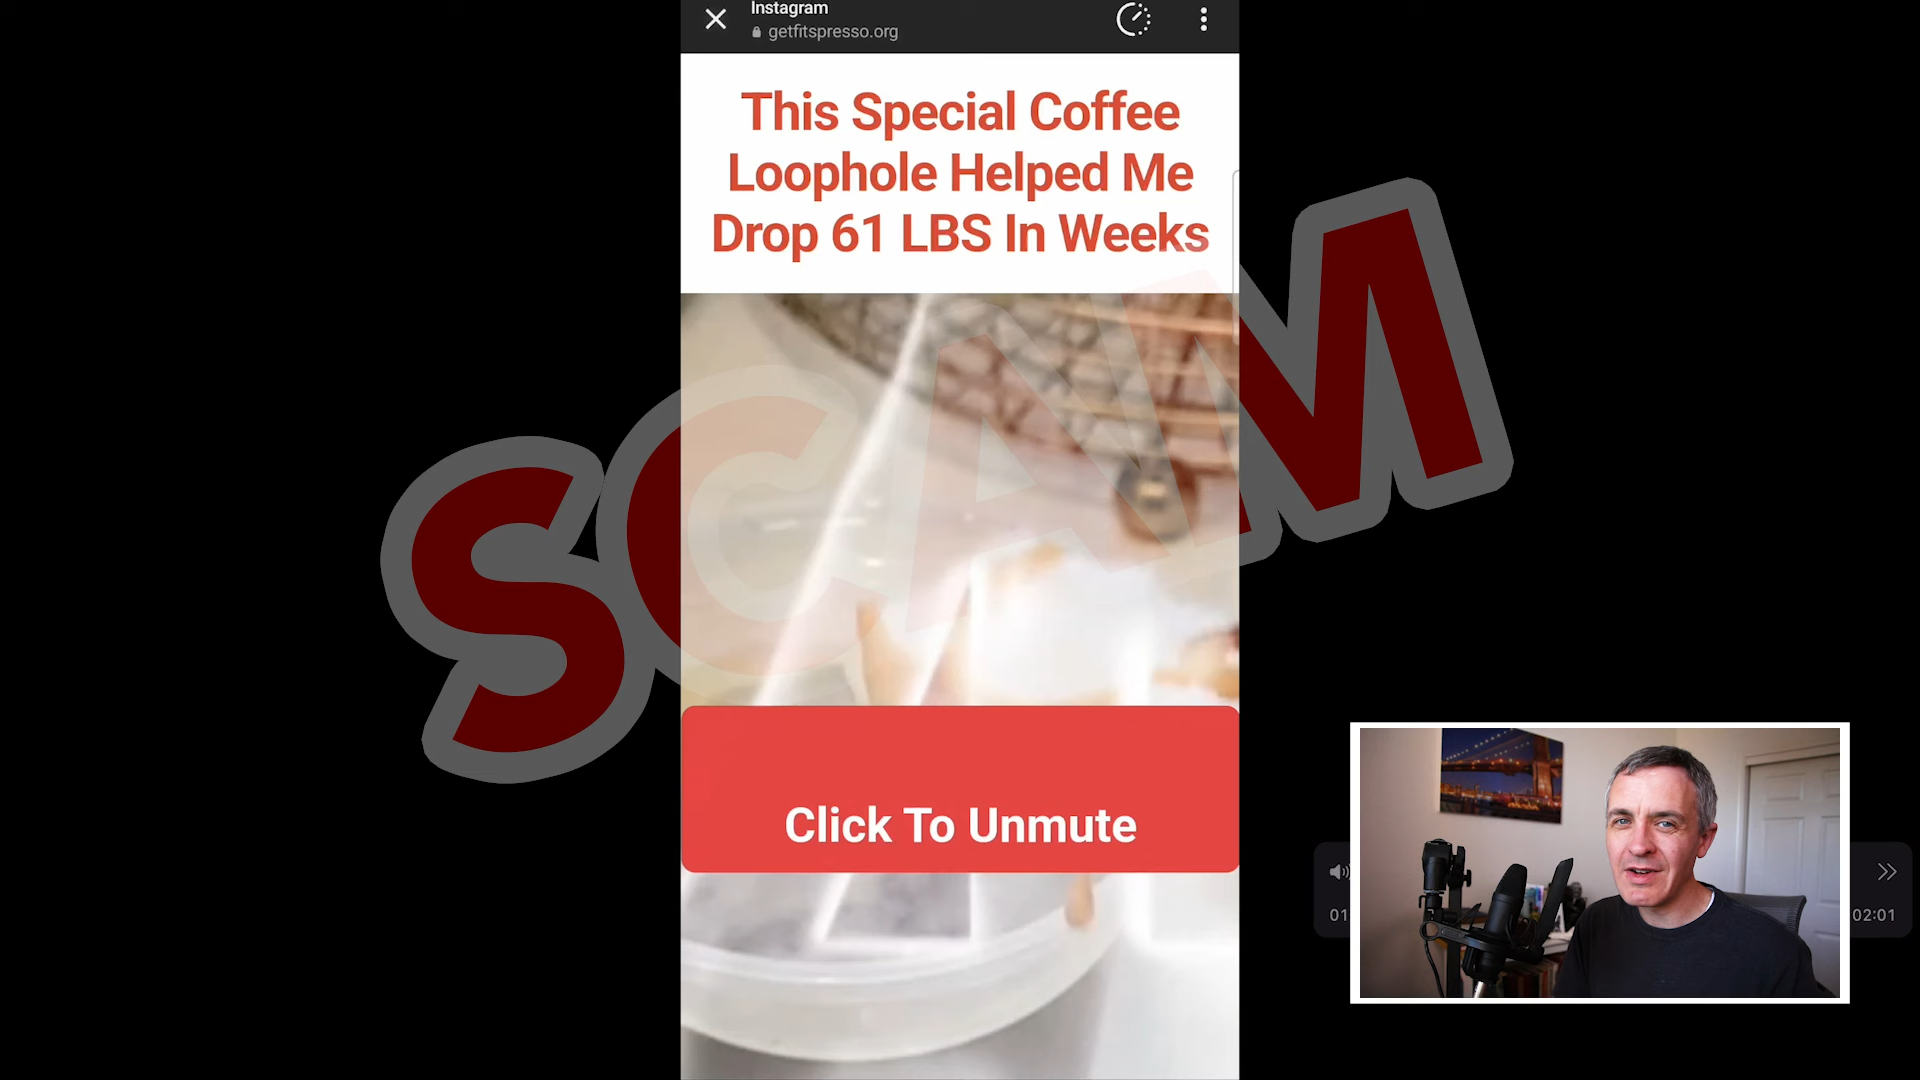 Instagram
getfitspresso.org
This Special Coffee
Loophole Helped Me
Drop 61 LBS In Weeks
SCAM
Click To Unmute
01
02:01